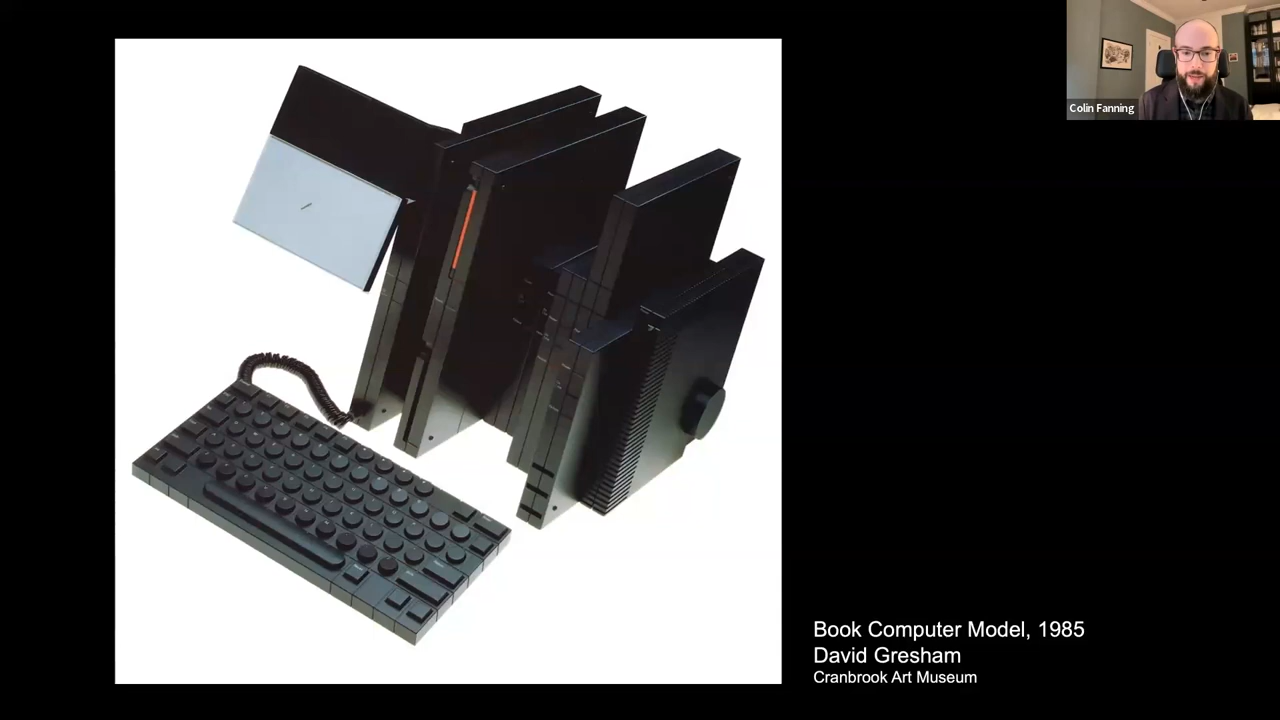 Colin Fanning
Book Computer Model, 1985
David Gresham
Cranbrook Art Museum